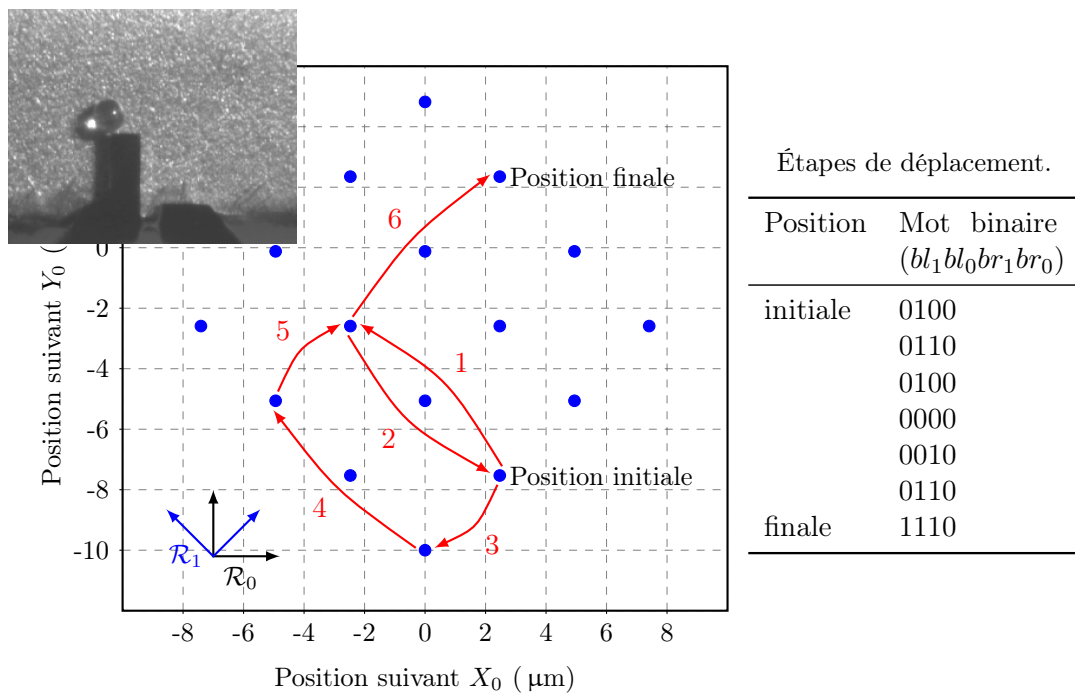 Position finale
6
0
-2
-4
-6
-8
-10
5
1
2
Position initiale
4
3
R₁
R₀
-8 -6 -4 -2 0 2 4 6 8
Position suivant X₀ (µm)
Position suivant Y₀ (
Étapes de déplacement.
Position Mot binaire
(bl₁bl₀br₁br₀)
initiale 0100
0110
0100
0000
0010
0110
finale 1110